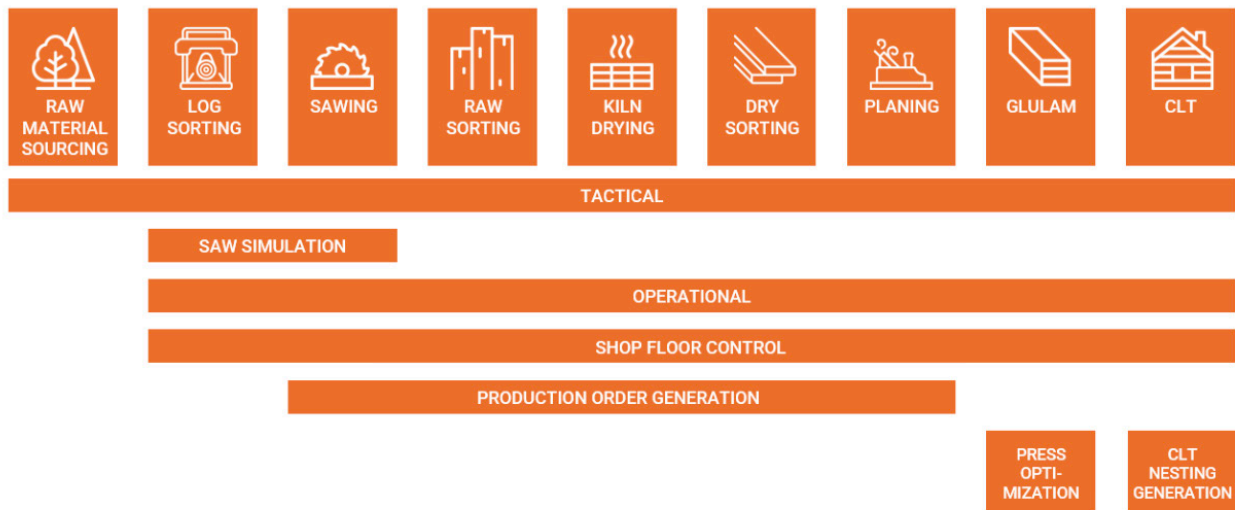 RAW
MATERIAL
SOURCING
LOG
SORTING
SAWING
RAW
SORTING
KILN
DRYING
DRY
SORTING
PLANING
GLULAM
CLT
TACTICAL
SAW SIMULATION
OPERATIONAL
SHOP FLOOR CONTROL
PRODUCTION ORDER GENERATION
PRESS
OPTI-
MIZATION
CLT
NESTING
GENERATION